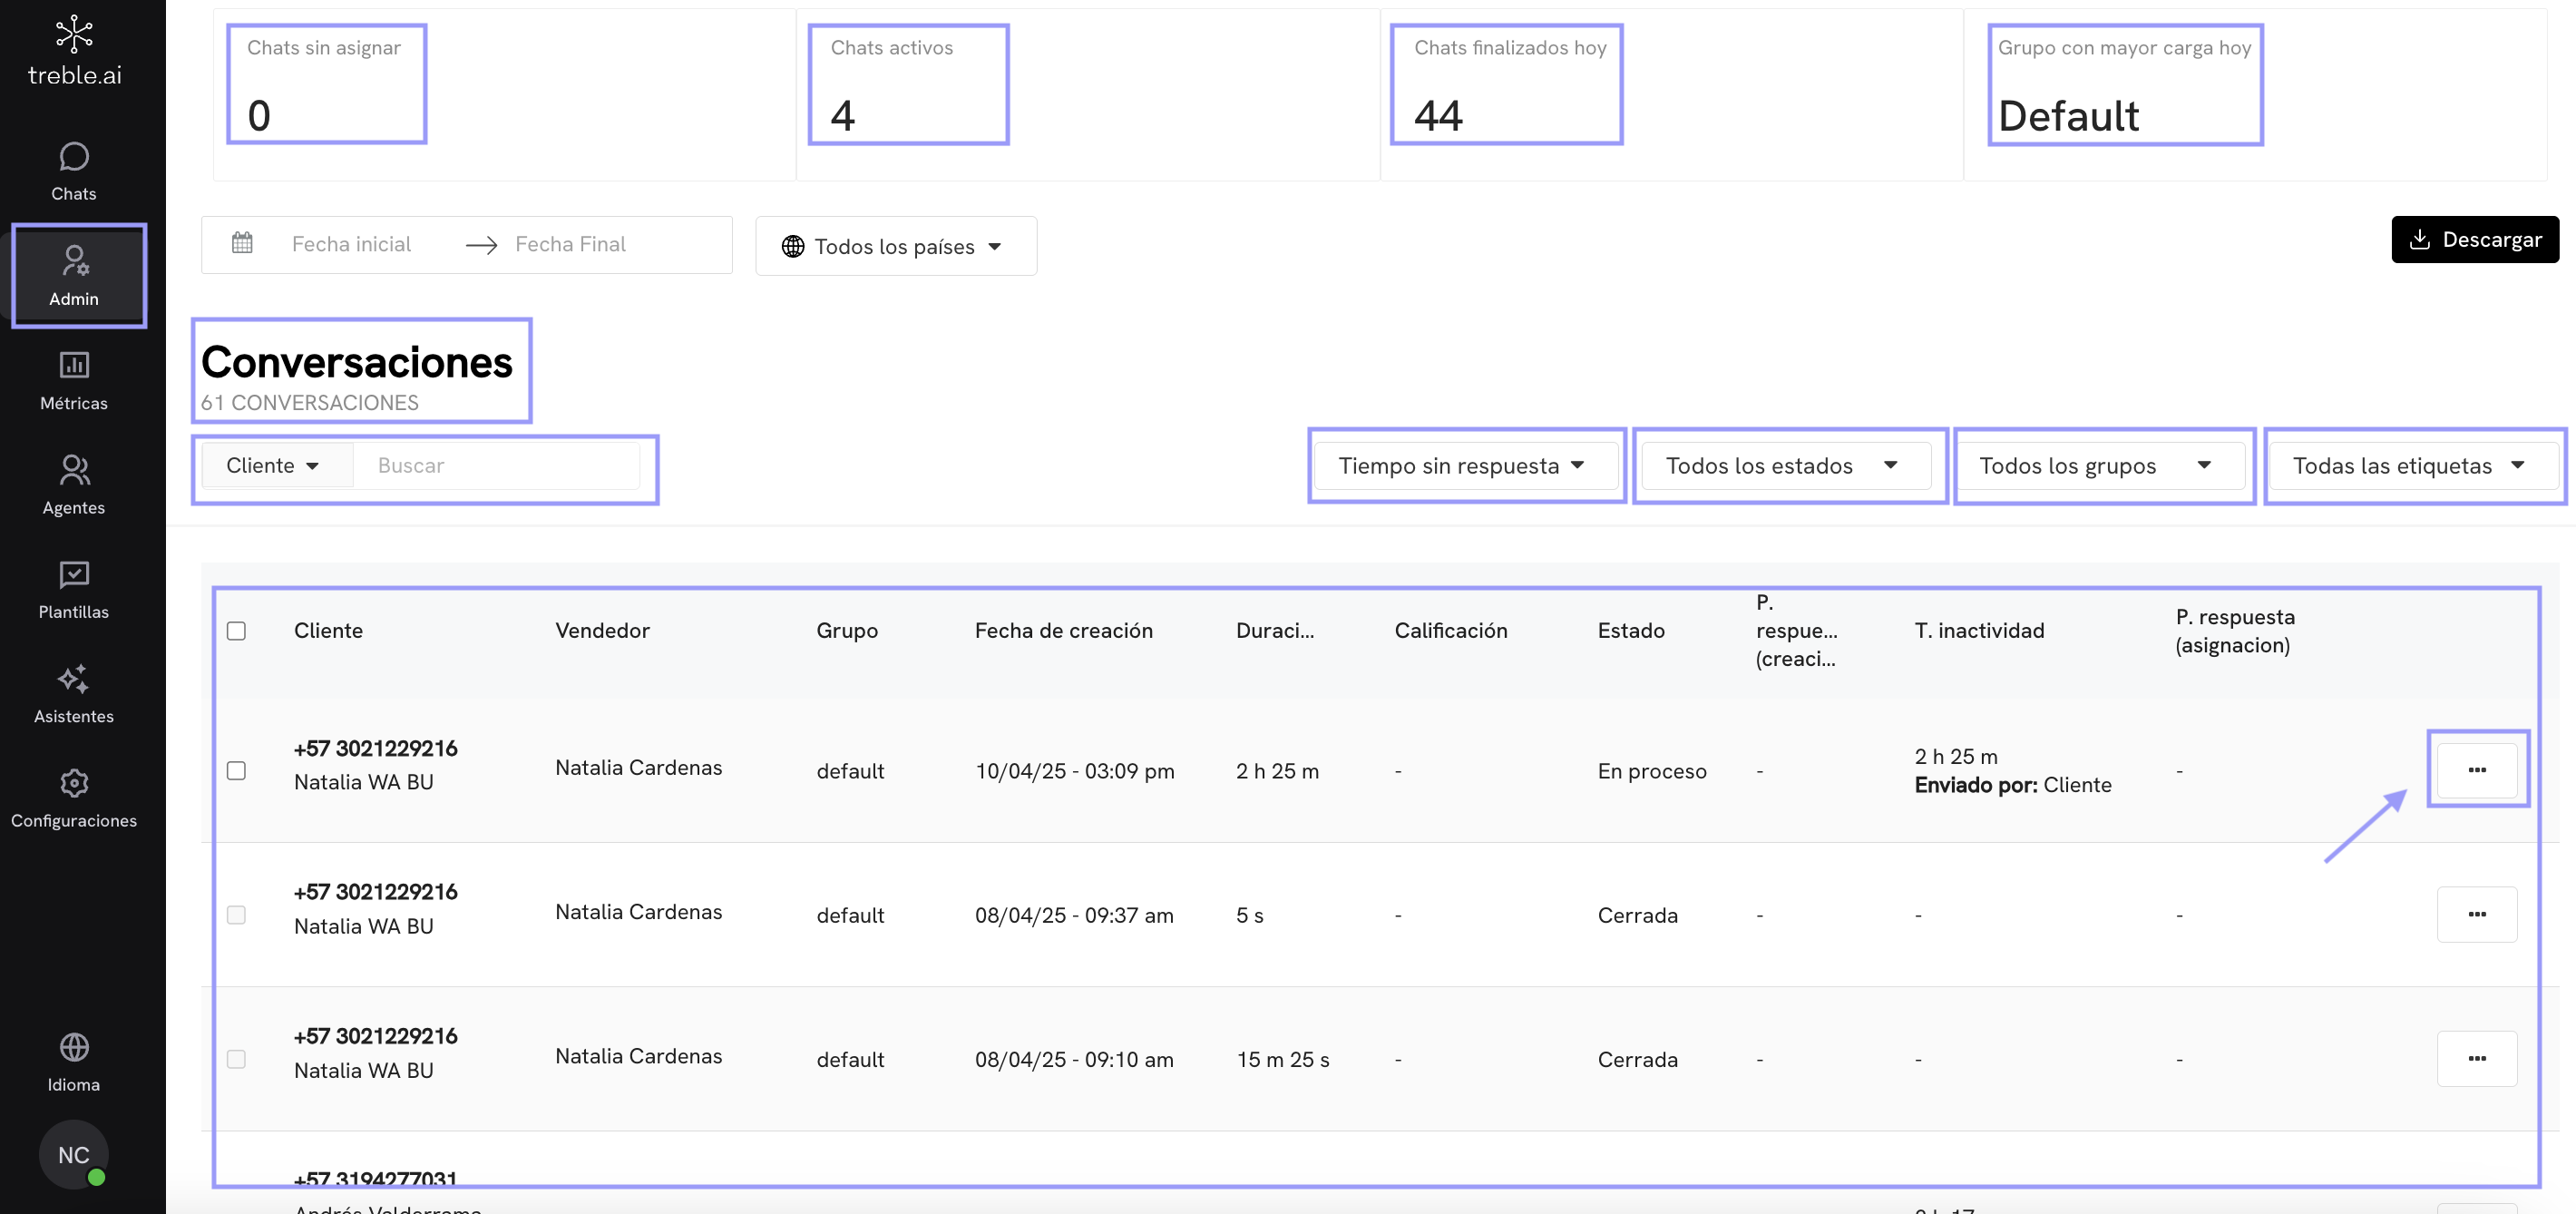 treble.ai
Chats
Admin
Métricas
Agentes
Plantillas
Asistentes
Configuraciones
Idioma
NC
Chats sin asignar
0
Chats activos
4
Chats finalizados hoy
44
Grupo con mayor carga hoy
Default
Fecha inicial → Fecha Final
Todos los países
Descargar
Conversaciones
61 CONVERSACIONES
Cliente
Buscar
Tiempo sin respuesta
Todos los estados
Todos los grupos
Todas las etiquetas
Cliente
Vendedor
Grupo
Fecha de creación
Duraci...
Calificación
Estado
P.
respue...
(creaci...
T. inactividad
P. respuesta
(asignacion)
+57 3021229216
Natalia WA BU
Natalia Cardenas
default
10/04/25 - 03:09 pm
2 h 25 m
-
En proceso
-
2 h 25 m
Enviado por: Cliente
-
...
+57 3021229216
Natalia WA BU
Natalia Cardenas
default
08/04/25 - 09:37 am
5 s
-
Cerrada
-
-
-
...
+57 3021229216
Natalia WA BU
Natalia Cardenas
default
08/04/25 - 09:10 am
15 m 25 s
-
Cerrada
-
-
-
...
+57 3194277031
Andrés Valderrama